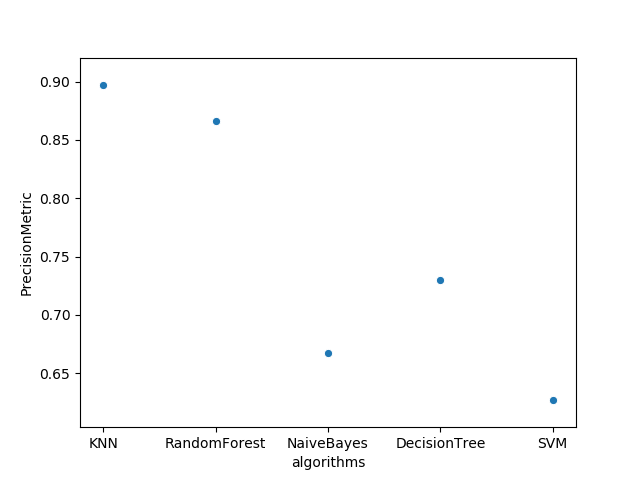 0.90
0.85
0.80
0.75
0.70
0.65
PrecisionMetric
KNN RandomForest NaiveBayes DecisionTree SVM
algorithms